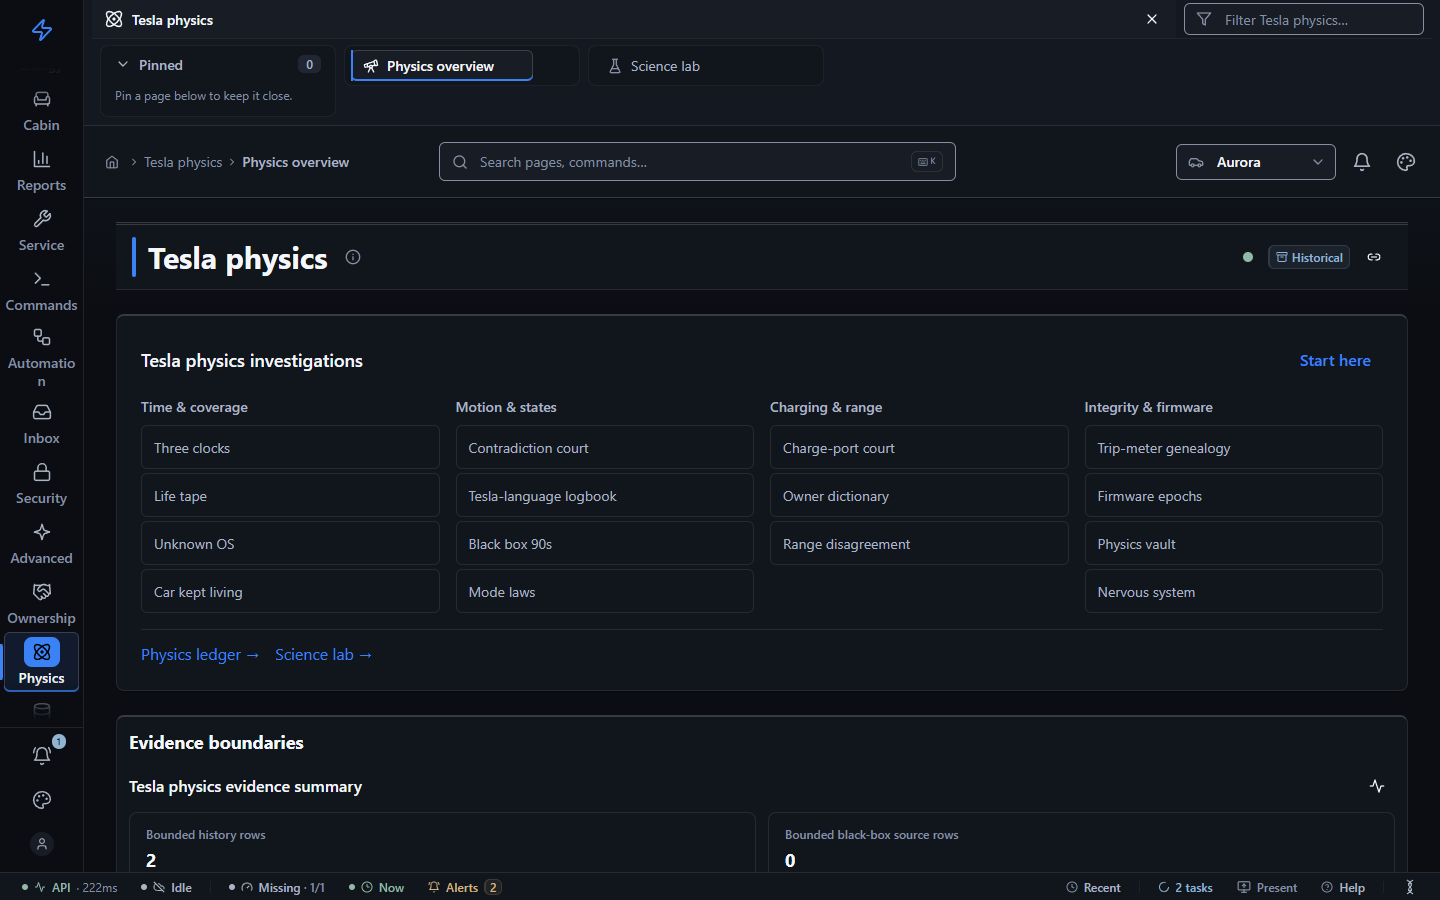 Tesla physics
Filter Tesla physics...
Pinned 0
Pin a page below to keep it close.
Physics overview
Science lab
Cabin
Reports
Service
Commands
Automatio
n
Inbox
Security
Advanced
Ownership
Physics
1
Tesla physics > Physics overview
Search pages, commands...
K
Aurora
Tesla physics
Historical
Tesla physics investigations
Start here
Time & coverage
Three clocks
Life tape
Unknown OS
Car kept living
Motion & states
Contradiction court
Tesla-language logbook
Black box 90s
Mode laws
Charging & range
Charge-port court
Owner dictionary
Range disagreement
Integrity & firmware
Trip-meter genealogy
Firmware epochs
Physics vault
Nervous system
Physics ledger →
Science lab →
Evidence boundaries
Tesla physics evidence summary
Bounded history rows
2
Bounded black-box source rows
0
API · 222ms
Idle
Missing · 1/1
Now
Alerts 2
Recent
2 tasks
Present
Help